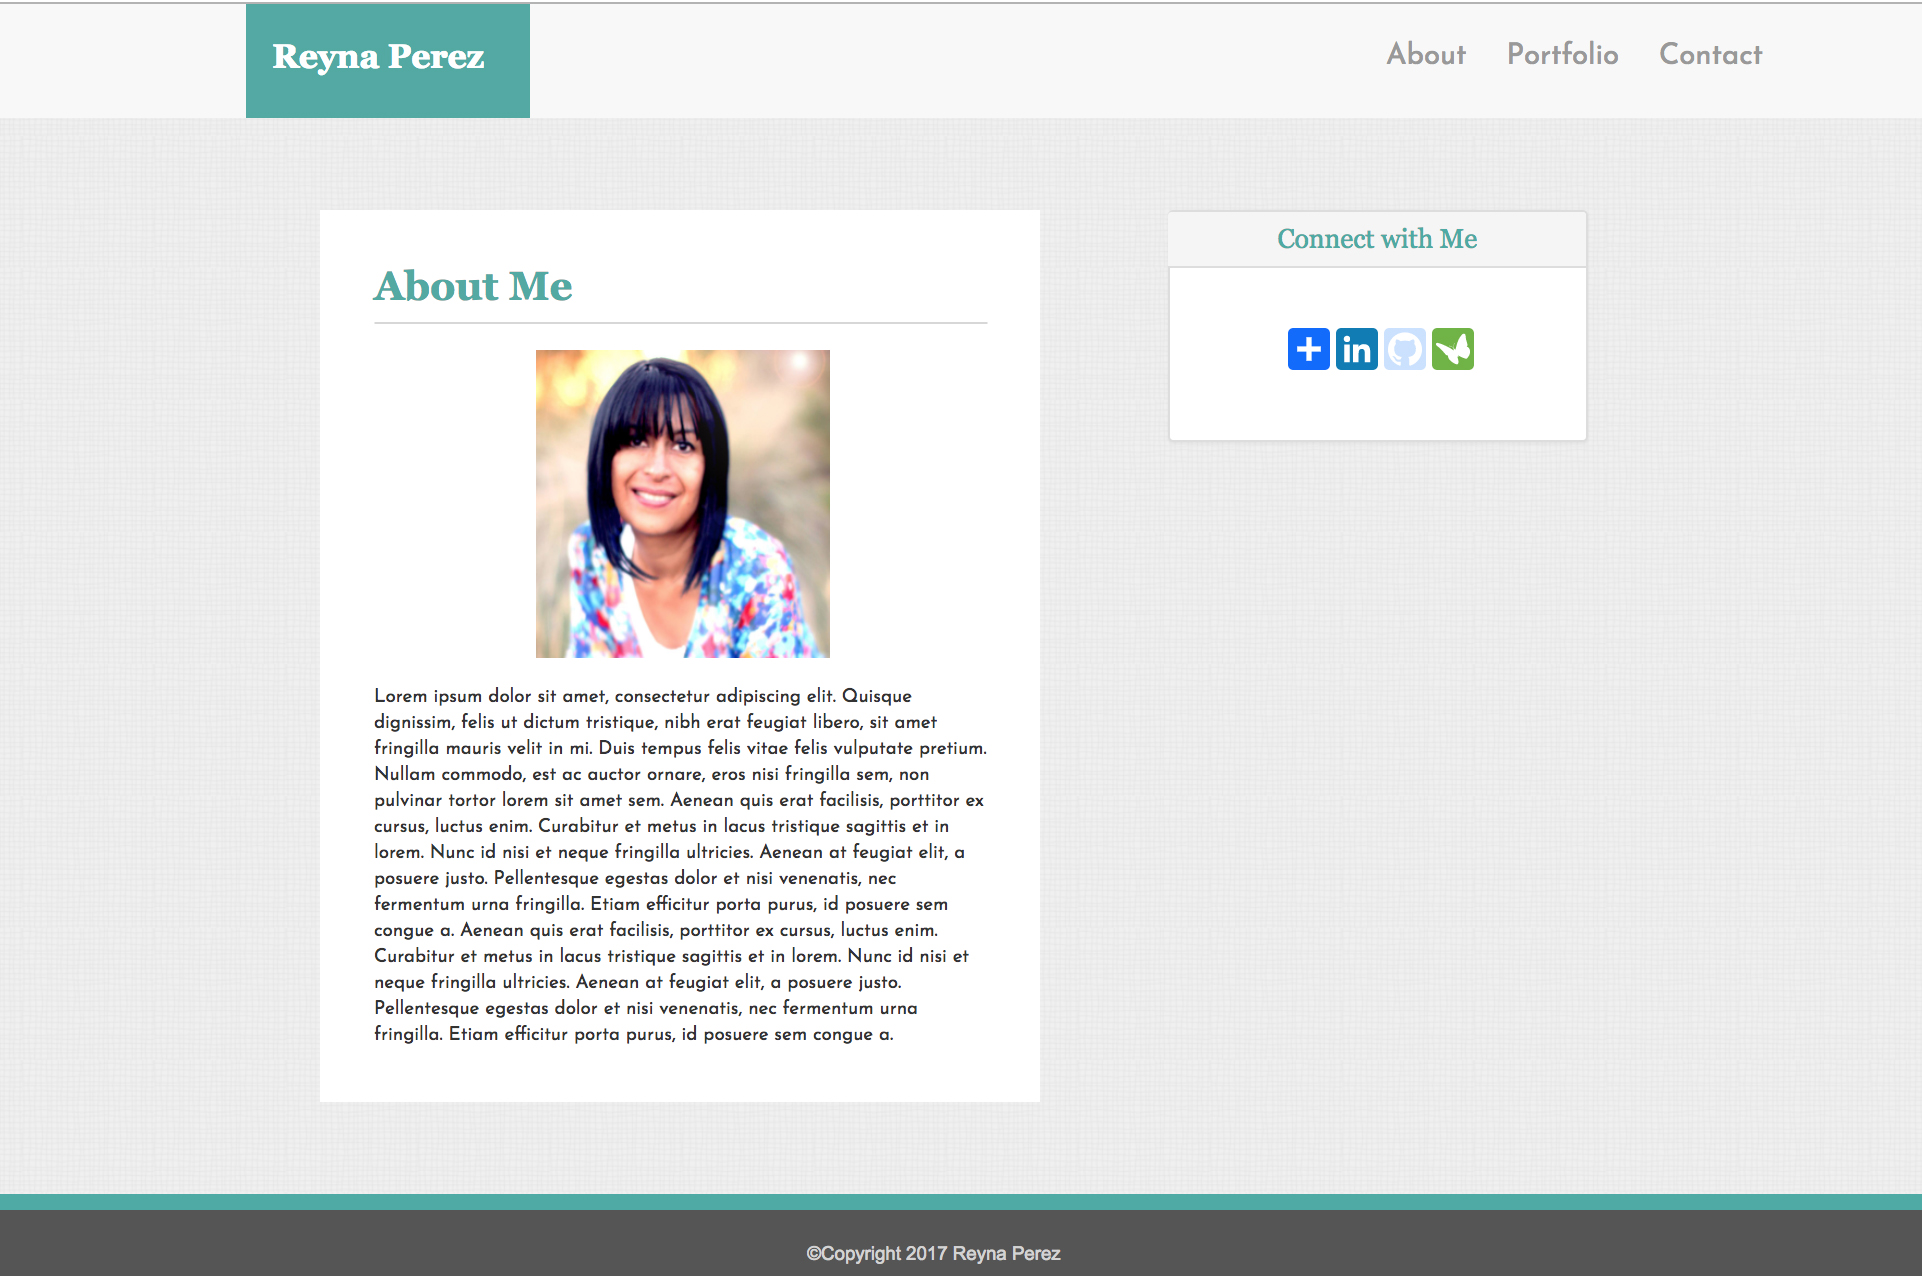 Reyna Perez
About Portfolio Contact
About Me
Lorem ipsum dolor sit amet, consectetur adipiscing elit. Quisque
dignissim, felis ut dictum tristique, nibh erat feugiat libero, sit amet
fringilla mauris velit in mi. Duis tempus felis vitae felis vulputate pretium.
Nullam commodo, est ac auctor ornare, eros nisi fringilla sem, non
pulvinar tortor lorem sit amet sem. Aenean quis erat facilisis, porttitor ex
cursus, luctus enim. Curabitur et metus in lacus tristique sagittis et in
lorem. Nunc id nisi et neque fringilla ultricies. Aenean at feugiat elit, a
posuere justo. Pellentesque egestas dolor et nisi venenatis, nec
fermentum urna fringilla. Etiam efficitur porta purus, id posuere sem
congue a. Aenean quis erat facilisis, porttitor ex cursus, luctus enim.
Curabitur et metus in lacus tristique sagittis et in lorem. Nunc id nisi et
neque fringilla ultricies. Aenean at feugiat elit, a posuere justo.
Pellentesque egestas dolor et nisi venenatis, nec fermentum urna
fringilla. Etiam efficitur porta purus, id posuere sem congue a.
Connect with Me
in
©Copyright 2017 Reyna Perez